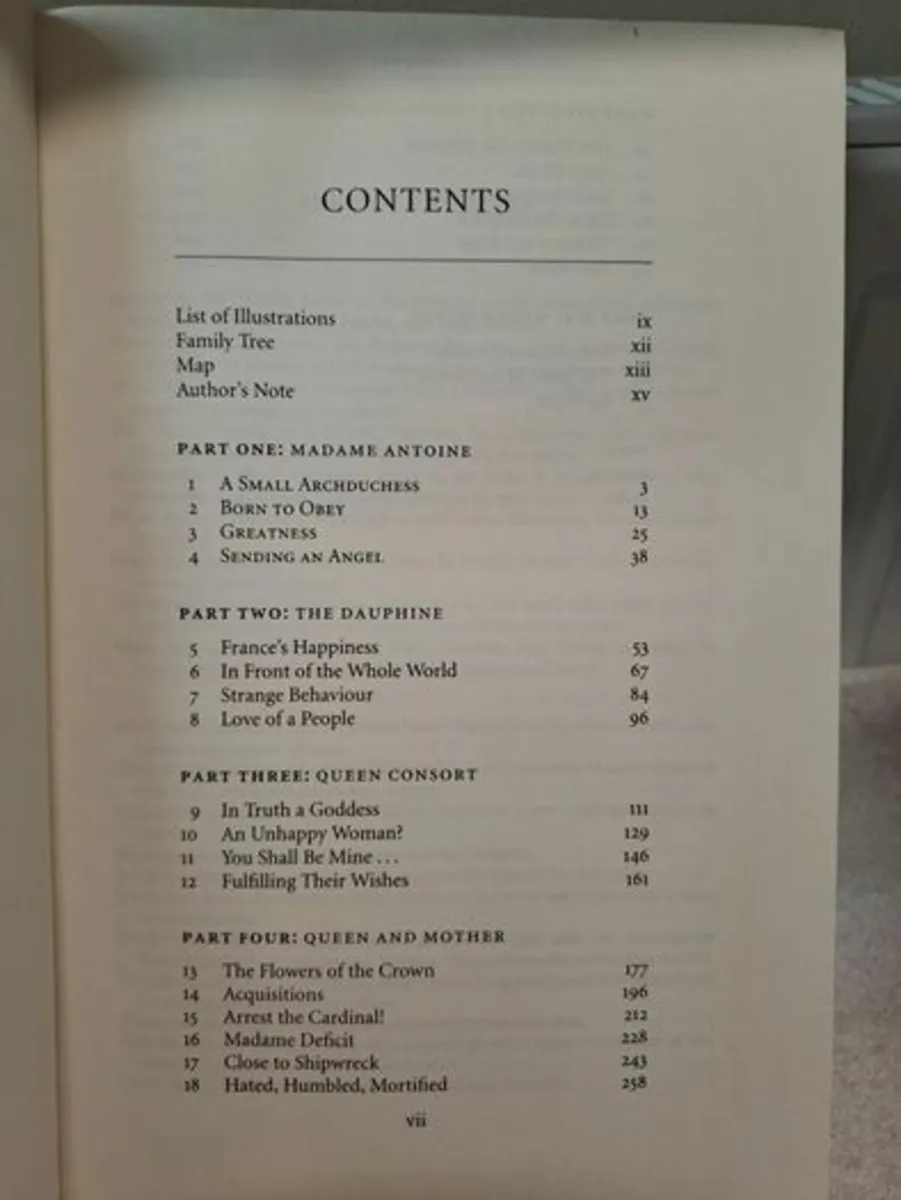 CONTENTS
List of Illustrations ix
Family Tree xii
Map xiii
Author's Note xv
PART ONE: MADAME ANTOINE
1 A Small Archduchess 3
2 Born to Obey 13
3 Greatness 25
4 Sending an Angel 38
PART TWO: THE DAUPHINE
5 France's Happiness 53
6 In Front of the Whole World 67
7 Strange Behaviour 84
8 Love of a People 96
PART THREE: QUEEN CONSORT
9 In Truth a Goddess 111
10 An Unhappy Woman? 129
11 You Shall Be Mine ... 146
12 Fulfilling Their Wishes 161
PART FOUR: QUEEN AND MOTHER
13 The Flowers of the Crown 177
14 Acquisitions 196
15 Arrest the Cardinal! 212
16 Madame Deficit 228
17 Close to Shipwreck 243
18 Hated, Humbled, Mortified 258
vii